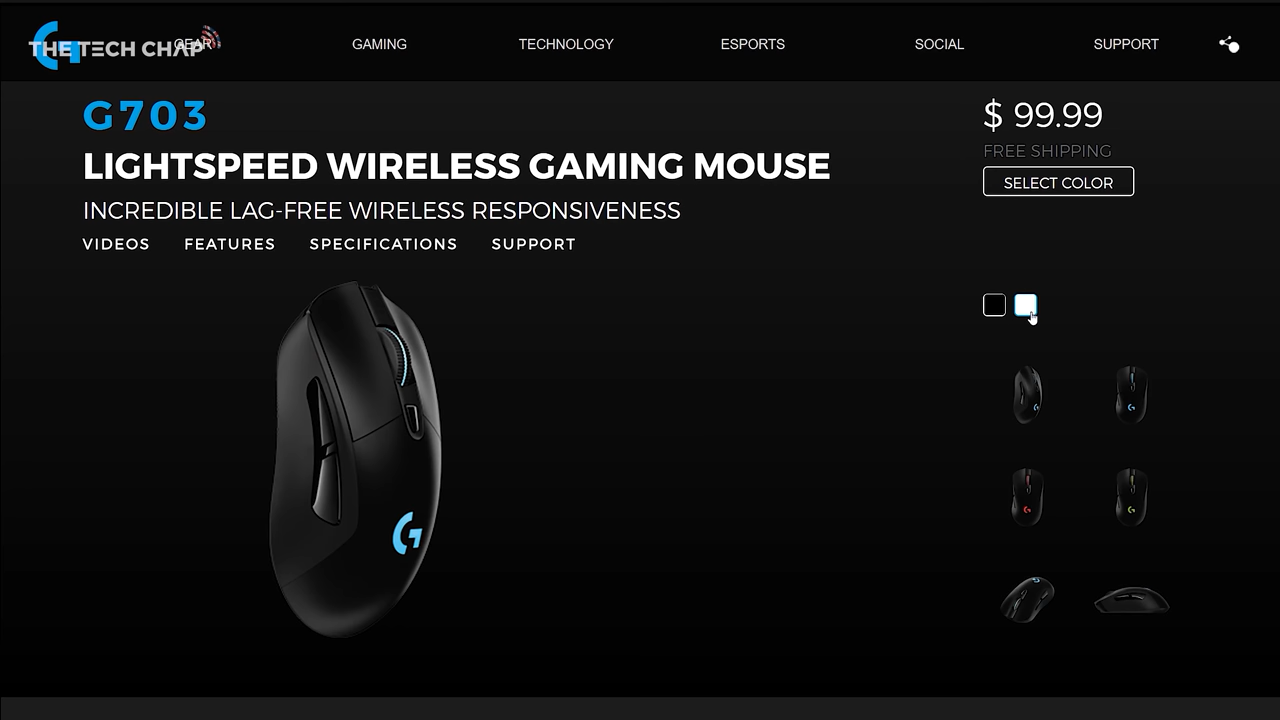 THE TECH CHAP
GEAR
GAMING
TECHNOLOGY
ESPORTS
SOCIAL
SUPPORT
G703
LIGHTSPEED WIRELESS GAMING MOUSE
INCREDIBLE LAG-FREE WIRELESS RESPONSIVENESS
VIDEOS FEATURES SPECIFICATIONS SUPPORT
$ 99.99
FREE SHIPPING
SELECT COLOR